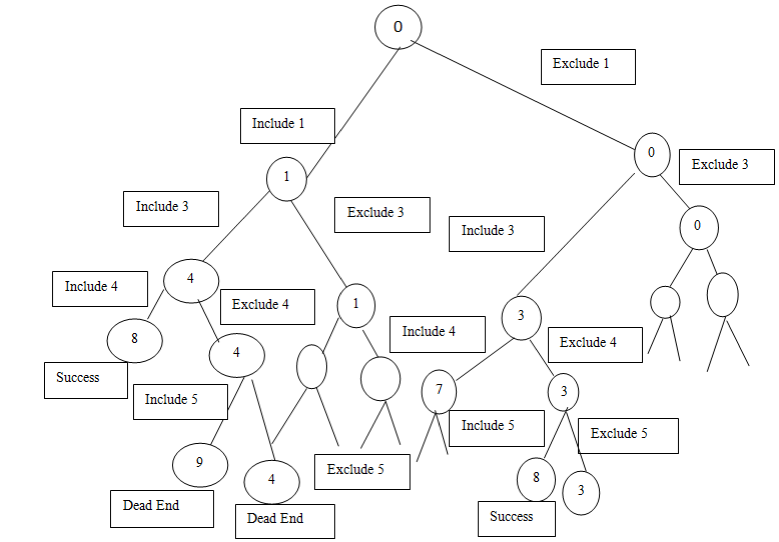 0
Exclude 1
Include 1
0
Exclude 3
1
Include 3
Exclude 3
Include 3
0
Include 4
4
Exclude 4
1
3
8
4
Include 4
Exclude 4
Success
Include 5
7
3
Include 5
Exclude 5
9
4
Exclude 5
8
3
Dead End
Dead End
Success